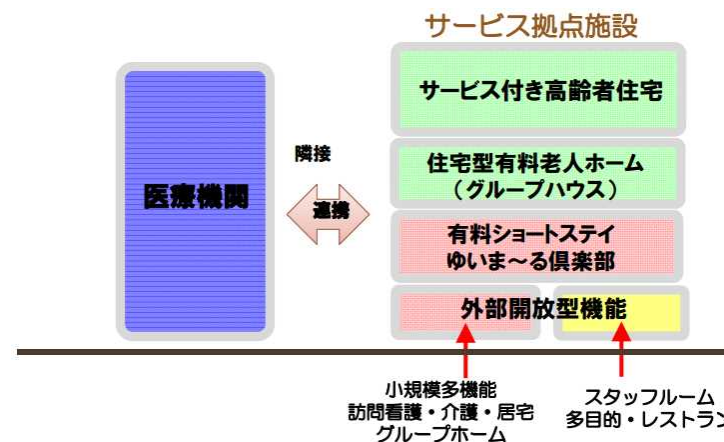 サービス拠点施設
サービス付き高齢者住宅
隣接
医療機関
連携
住宅型有料老人ホーム
（グループハウス）
有料ショートステイ
ゆいま～る倶楽部
外部開放型機能
小規模多機能
訪問看護・介護・居宅
グループホーム
スタッフルーム
多目的・レストラン